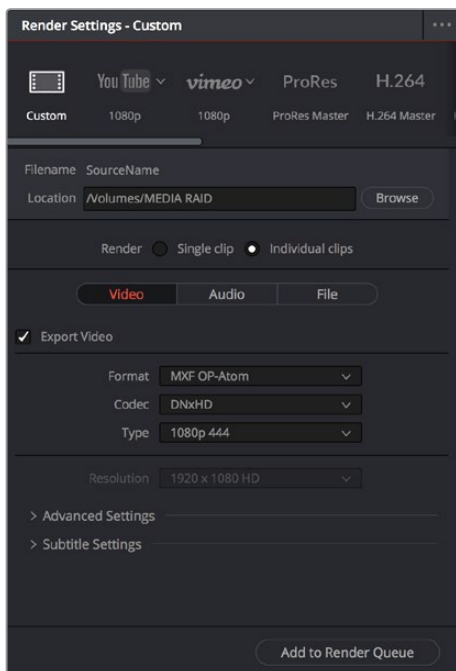 Render Settings - Custom
YouTube vimeo ProRes H.264
Custom 1080p 1080p ProRes Master H.264 Master
Filename SourceName
Location /Volumes/MEDIA RAID Browse
Render Single clip Individual clips
Video Audio File
Export Video
Format MXF OP-Atom
Codec DNxHD
Type 1080p 444
Resolution 1920 x 1080 HD
> Advanced Settings
> Subtitle Settings
Add to Render Queue